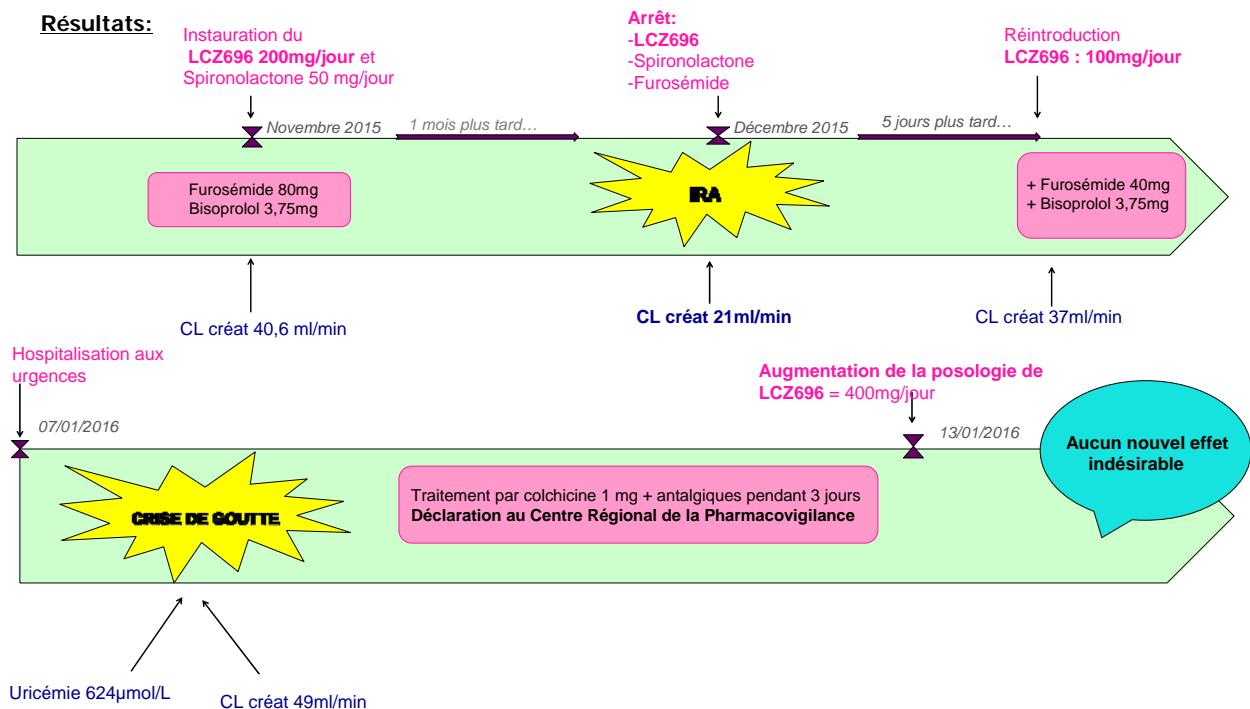 Résultats:
Instauration du
LCZ696 200mg/jour et
Spironolactone 50 mg/jour
Arrêt:
-LCZ696
-Spironolactone
-Furosémide
Réintroduction
LCZ696 : 100mg/jour
Novembre 2015
1 mois plus tard…
Décembre 2015
5 jours plus tard…
Furosémide 80mg
Bisoprolol 3,75mg
IRA
+ Furosémide 40mg
+ Bisoprolol 3,75mg
CL créat 40,6 ml/min
CL créat 21ml/min
CL créat 37ml/min
Hospitalisation aux
urgences
Augmentation de la posologie de
LCZ696 = 400mg/jour
07/01/2016
13/01/2016
Aucun nouvel effet
indésirable
CRISE DE GOUTTE
Traitement par colchicine 1 mg + antalgiques pendant 3 jours
Déclaration au Centre Régional de la Pharmacovigilance
Uricémie 624µmol/L
CL créat 49ml/min